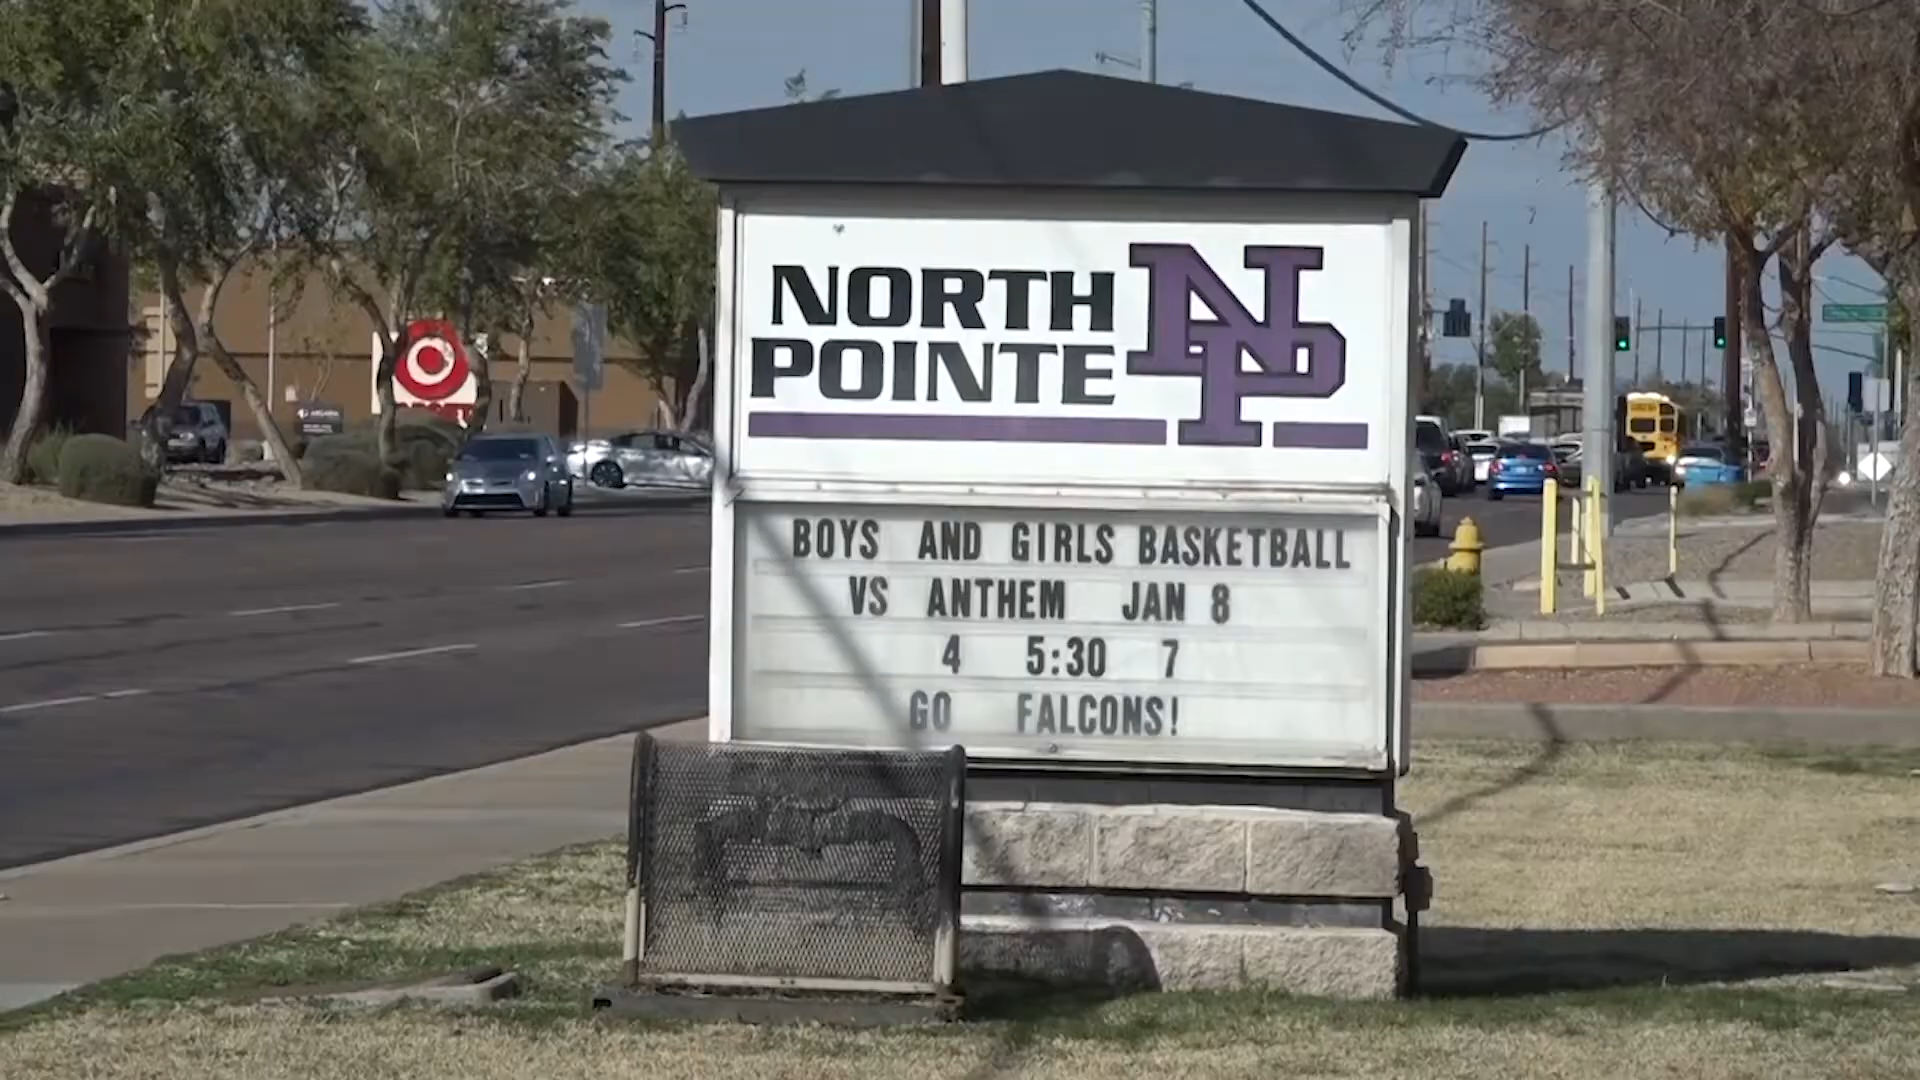 NORTH
POINTE
NP
BOYS AND GIRLS BASKETBALL
VS ANTHEM JAN 8
4 5:30 7
GO FALCONS!